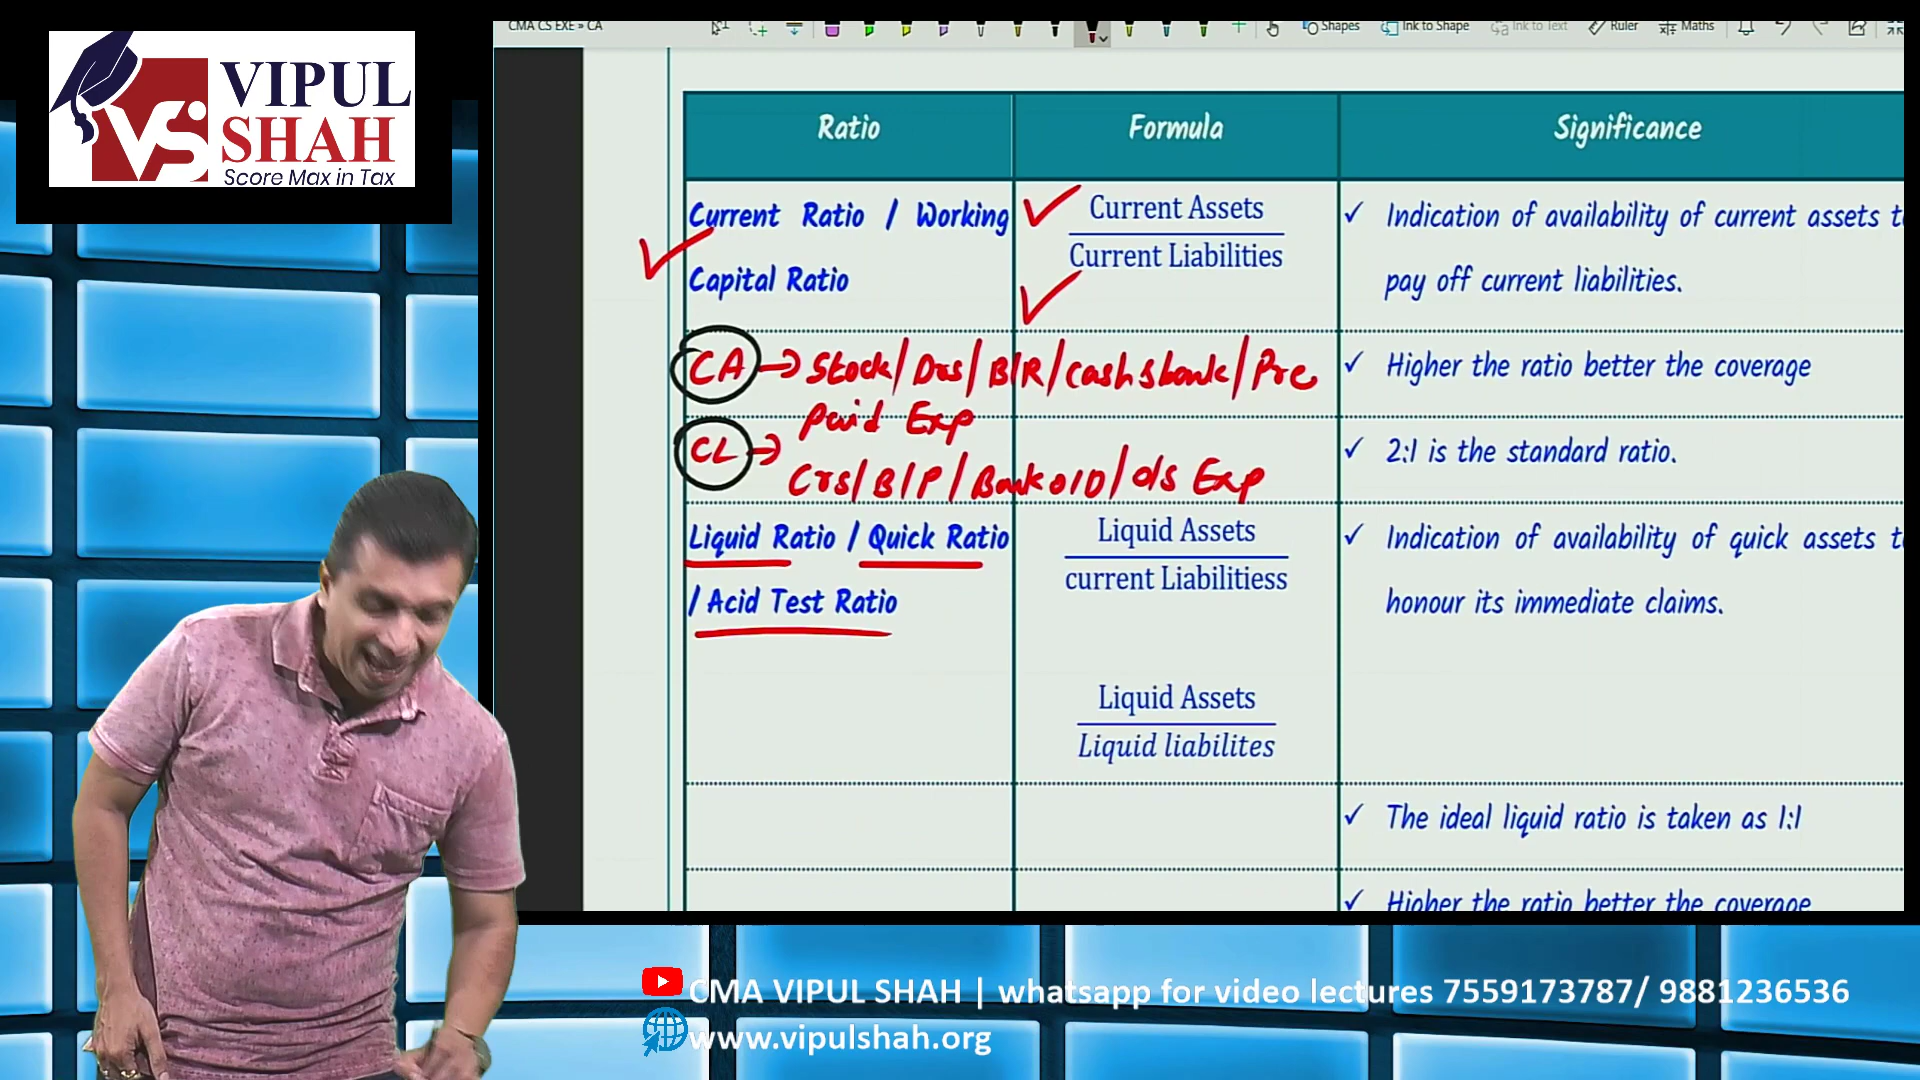 VIPUL
SHAH
Score Max in Tax
VS
CMA CS EXE » CA
Shapes
Ink to Shape
Ink to Text
Ruler
Maths
Ratio
Formula
Significance
Current Ratio / Working
Capital Ratio
Current Assets
Current Liabilities
✓ Indication of availability of current assets t
pay off current liabilities.
CA → Stock/ Drs/ B/R/ cash & bank/ Pre
paid Exp
✓ Higher the ratio better the coverage
CL →
Crs/ B/P/ Bank O/D/ o/s Exp
✓ 2:1 is the standard ratio.
Liquid Ratio / Quick Ratio
/ Acid Test Ratio
Liquid Assets
current Liabilitiess
Liquid Assets
Liquid liabilites
✓ Indication of availability of quick assets t
honour its immediate claims.
✓ The ideal liquid ratio is taken as 1:1
✓ Higher the ratio better the coverage
CMA VIPUL SHAH | whatsapp for video lectures 7559173787/ 9881236536
www.vipulshah.org